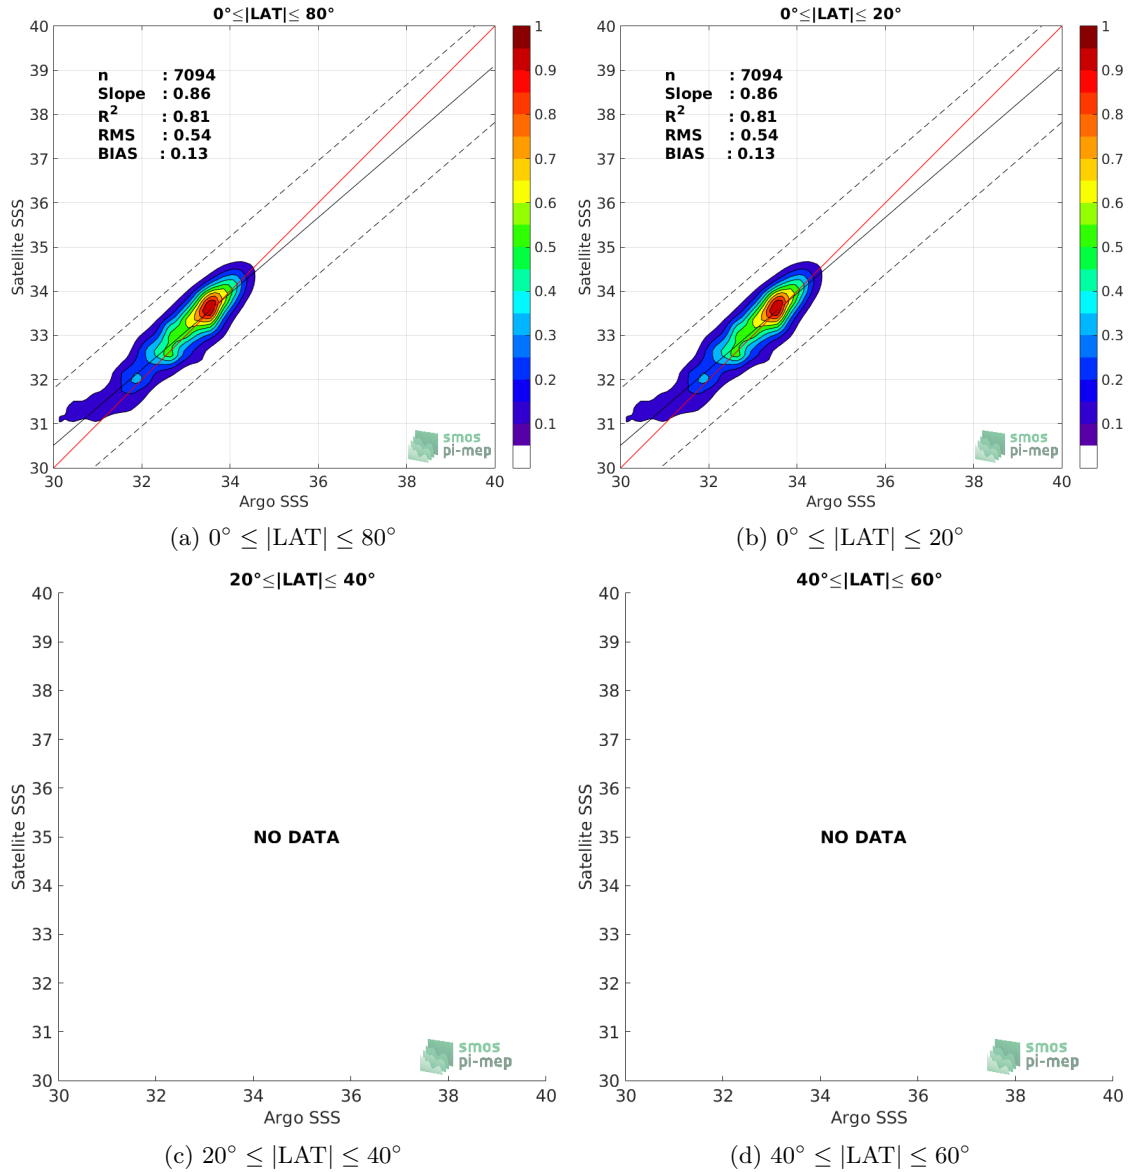 0°≤|LAT|≤ 80°
40
39
38
37
36
35
34
33
32
31
30
Satellite SSS
n : 7094
Slope : 0.86
R² : 0.81
RMS : 0.54
BIAS : 0.13
smos
pi-mep
30 32 34 36 38 40
Argo SSS
1
0.9
0.8
0.7
0.6
0.5
0.4
0.3
0.2
0.1
(a) 0° ≤ |LAT| ≤ 80°
0°≤|LAT|≤ 20°
40
39
38
37
36
35
34
33
32
31
30
Satellite SSS
n : 7094
Slope : 0.86
R² : 0.81
RMS : 0.54
BIAS : 0.13
smos
pi-mep
30 32 34 36 38 40
Argo SSS
1
0.9
0.8
0.7
0.6
0.5
0.4
0.3
0.2
0.1
(b) 0° ≤ |LAT| ≤ 20°
20°≤|LAT|≤ 40°
40
39
38
37
36
35
34
33
32
31
30
Satellite SSS
NO DATA
smos
pi-mep
30 32 34 36 38 40
Argo SSS
(c) 20° ≤ |LAT| ≤ 40°
40°≤|LAT|≤ 60°
40
39
38
37
36
35
34
33
32
31
30
Satellite SSS
NO DATA
smos
pi-mep
30 32 34 36 38 40
Argo SSS
(d) 40° ≤ |LAT| ≤ 60°